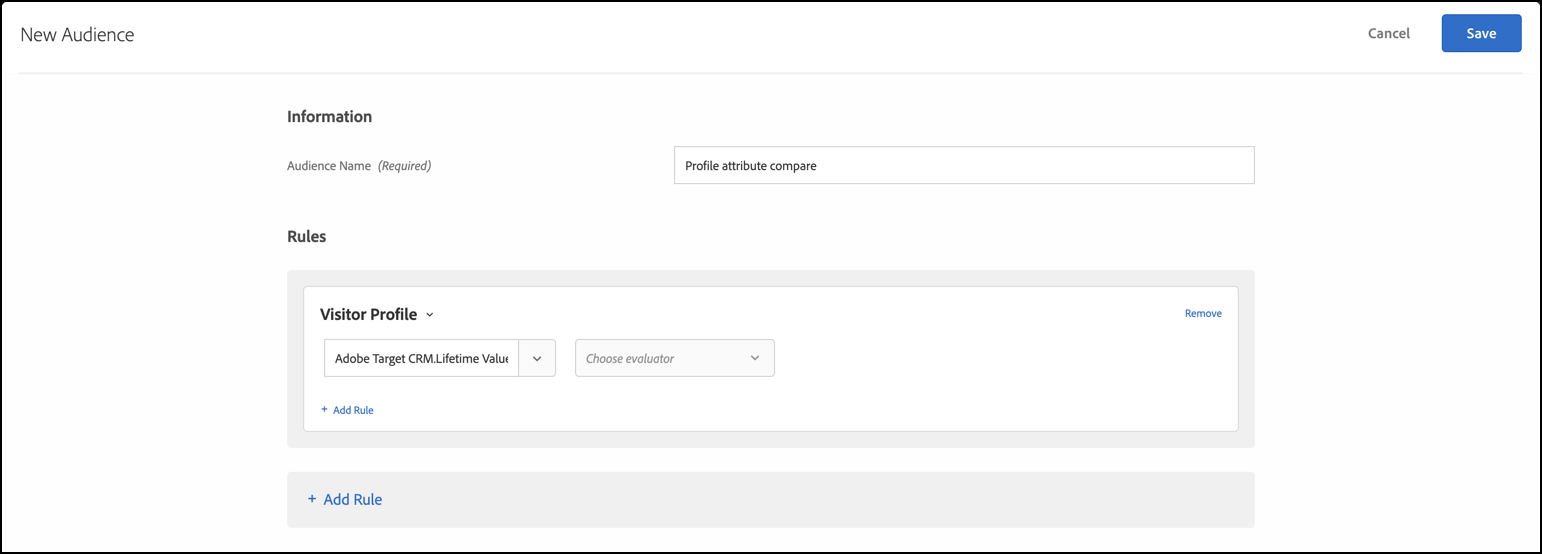 New Audience
Cancel
Save
Information
Audience Name (Required)
Profile attribute compare
Rules
Visitor Profile
Remove
Adobe Target CRM.Lifetime Value
Choose evaluator
+ Add Rule
+ Add Rule